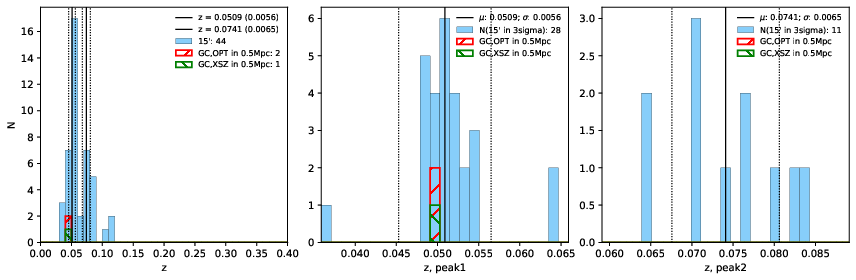 z = 0.0509 (0.0056)
z = 0.0741 (0.0065)
15': 44
GC,OPT in 0.5Mpc: 2
GC,XSZ in 0.5Mpc: 1
N
0 2 4 6 8 10 12 14 16
0.00 0.05 0.10 0.15 0.20 0.25 0.30 0.35 0.40
z
μ: 0.0509; σ: 0.0056
N(15' in 3sigma): 28
GC,OPT in 0.5Mpc
GC,XSZ in 0.5Mpc
0 1 2 3 4 5 6
0.040 0.045 0.050 0.055 0.060 0.065
z, peak1
μ: 0.0741; σ: 0.0065
N(15' in 3sigma): 11
GC,OPT in 0.5Mpc
GC,XSZ in 0.5Mpc
0.0 0.5 1.0 1.5 2.0 2.5 3.0
0.060 0.065 0.070 0.075 0.080 0.085
z, peak2